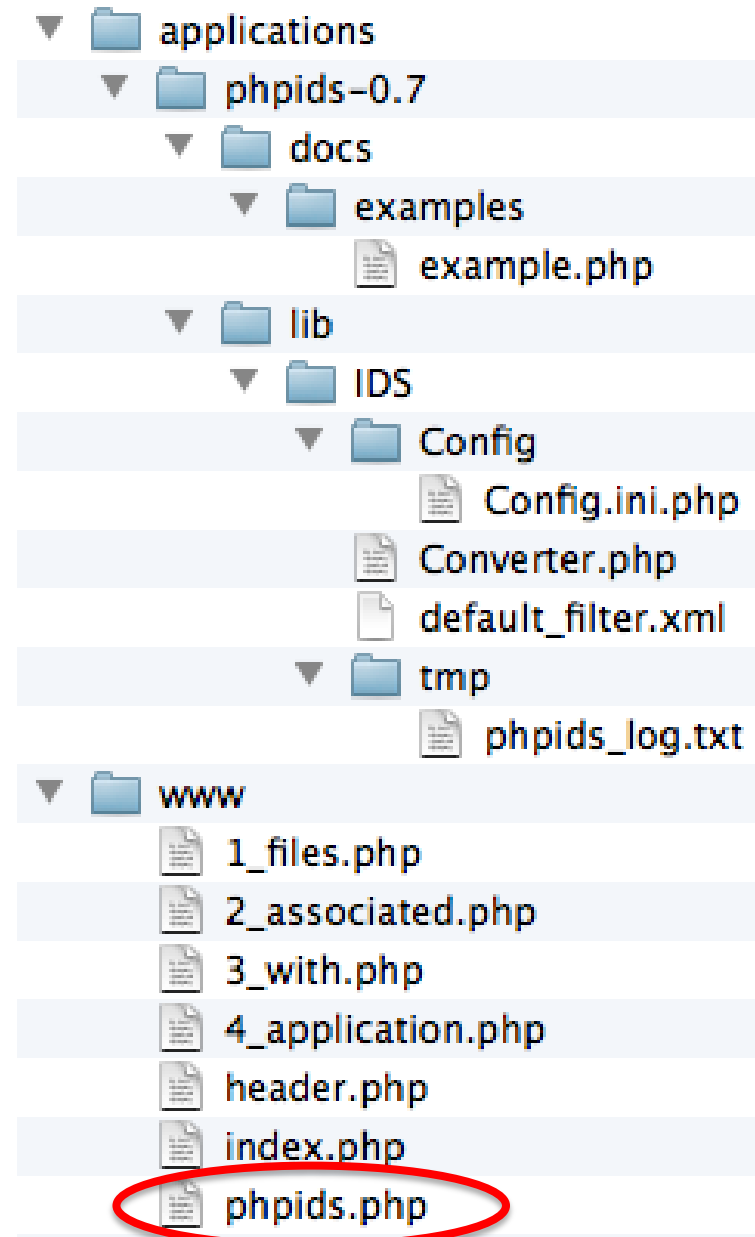 applications
phpids-0.7
docs
examples
example.php
lib
IDS
Config
Config.ini.php
Converter.php
default_filter.xml
tmp
phpids_log.txt
www
1_files.php
2_associated.php
3_with.php
4_application.php
header.php
index.php
phpids.php